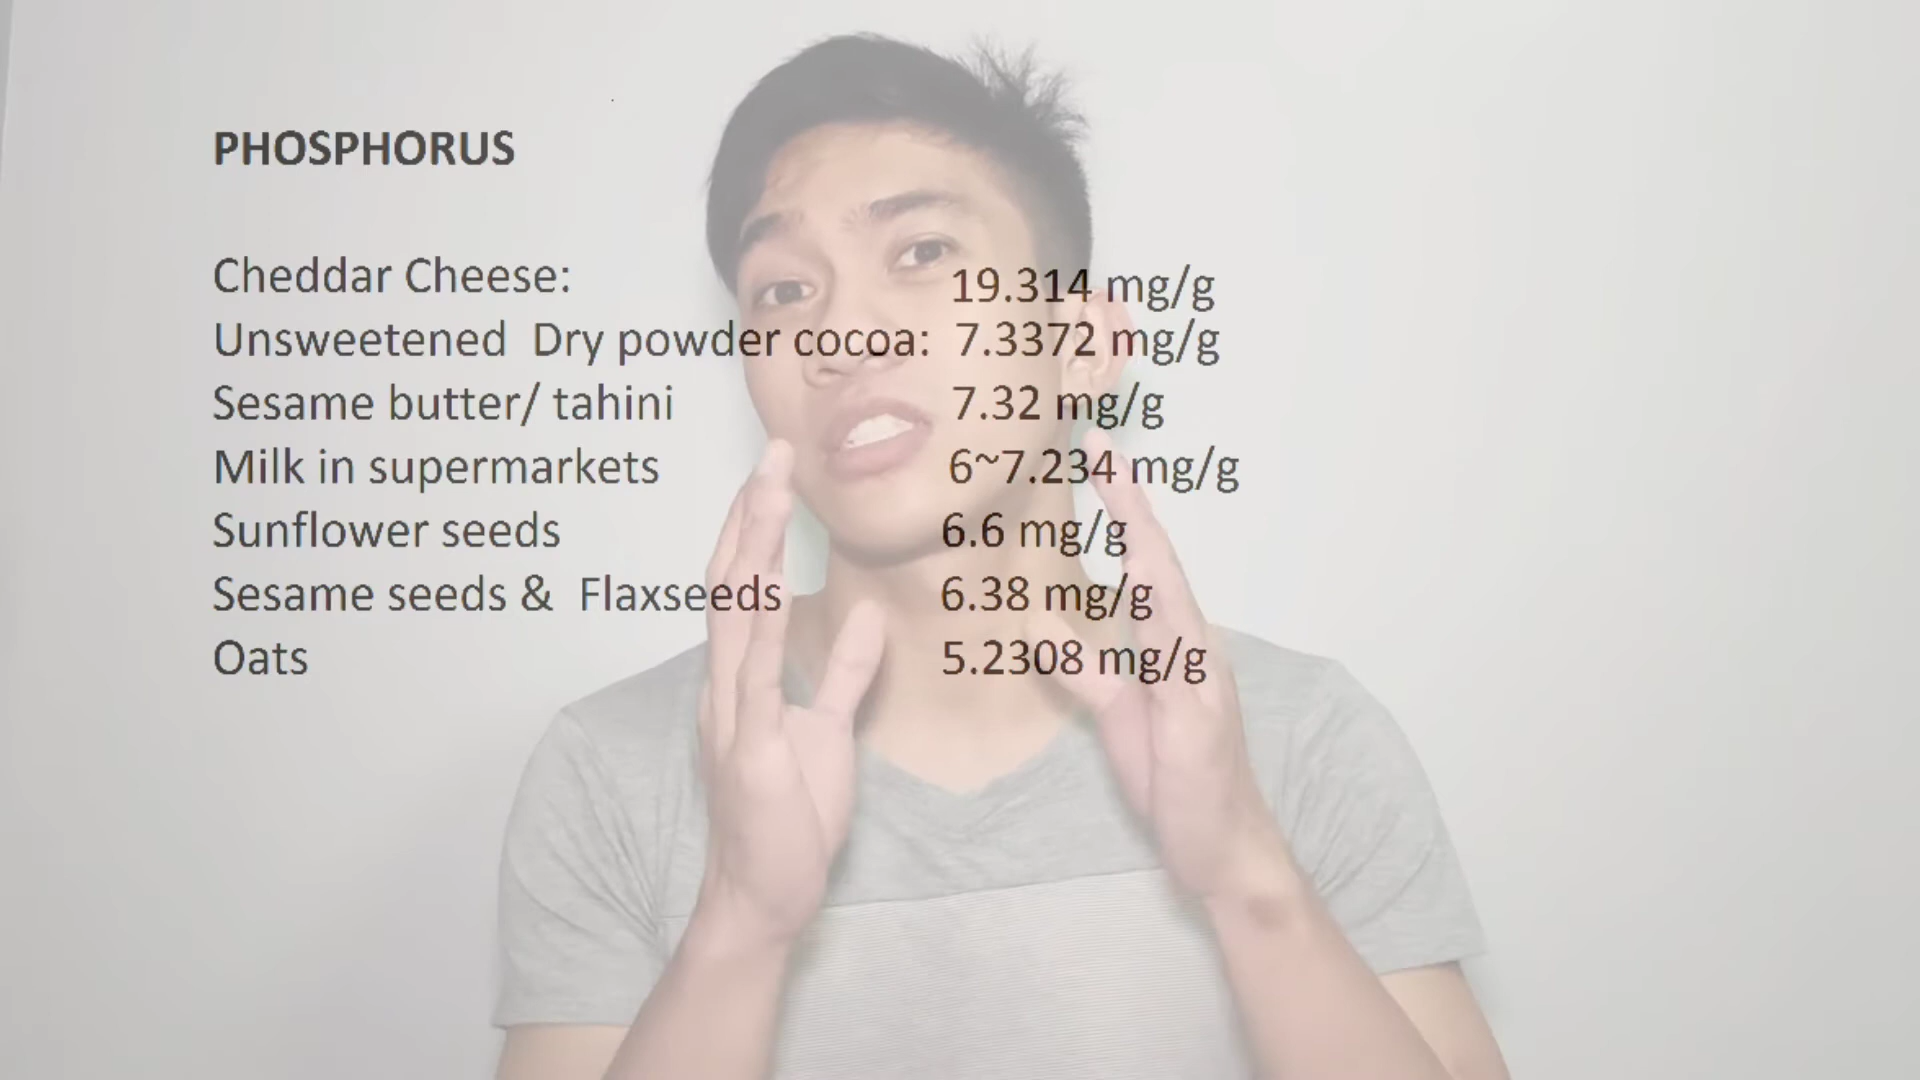 PHOSPHORUS
Cheddar Cheese: 19.314 mg/g
Unsweetened Dry powder cocoa: 7.3372 mg/g
Sesame butter/ tahini 7.32 mg/g
Milk in supermarkets 6~7.234 mg/g
Sunflower seeds 6.6 mg/g
Sesame seeds & Flaxseeds 6.38 mg/g
Oats 5.2308 mg/g